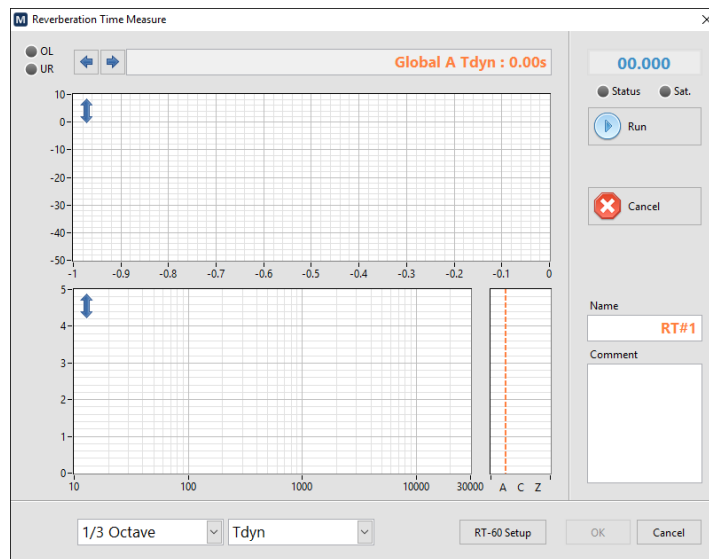 M Reverberation Time Measure
OL
UR
Global A Tdyn : 0.00s
00.000
Status Sat.
Run
Cancel
10
0
-10
-20
-30
-40
-50
-1 -0.9 -0.8 -0.7 -0.6 -0.5 -0.4 -0.3 -0.2 -0.1 0
5
4
3
2
1
0
10 100 1000 10000 30000
A C Z
Name
RT#1
Comment
1/3 Octave Tdyn RT-60 Setup OK Cancel